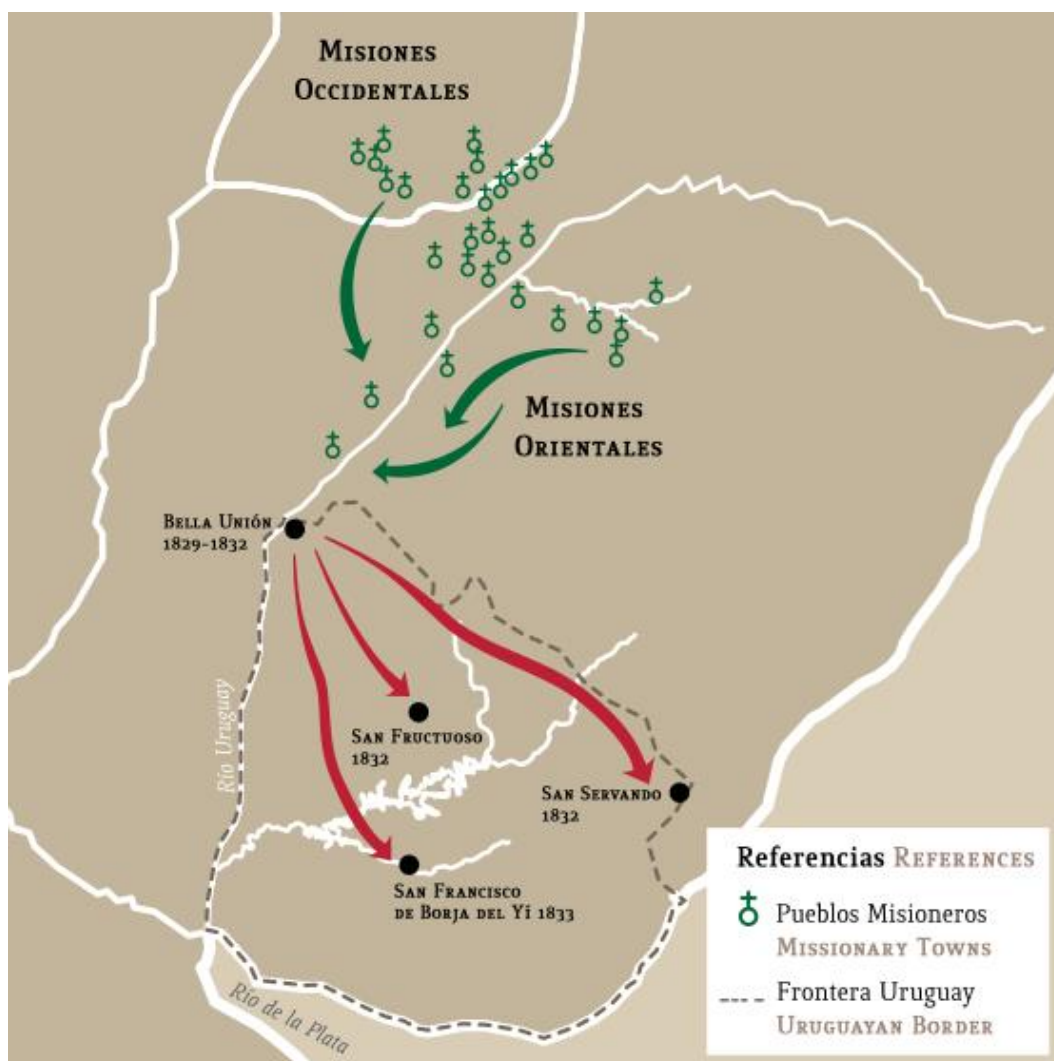 Misiones
Occidentales
Misiones
Orientales
Bella Unión
1829-1832
Río Uruguay
San Fructuoso
1832
San Servando
1832
San Francisco
de Borja del Yí 1833
Río de la Plata
Referencias References
Pueblos Misioneros
Missionary Towns
Frontera Uruguay
Uruguayan Border